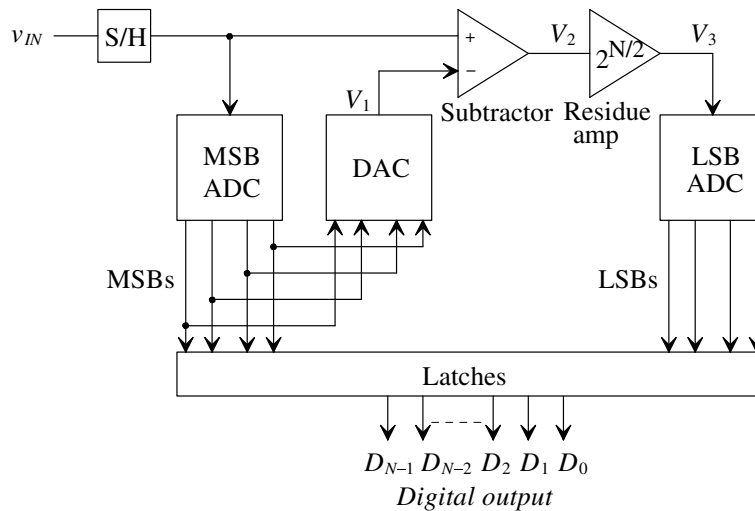 v_IN
S/H
+
−
V_1
V_2
2^N/2
V_3
Subtractor
Residue
amp
MSB
ADC
DAC
LSB
ADC
MSBs
LSBs
Latches
D_N–1 D_N–2 D_2 D_1 D_0
Digital output